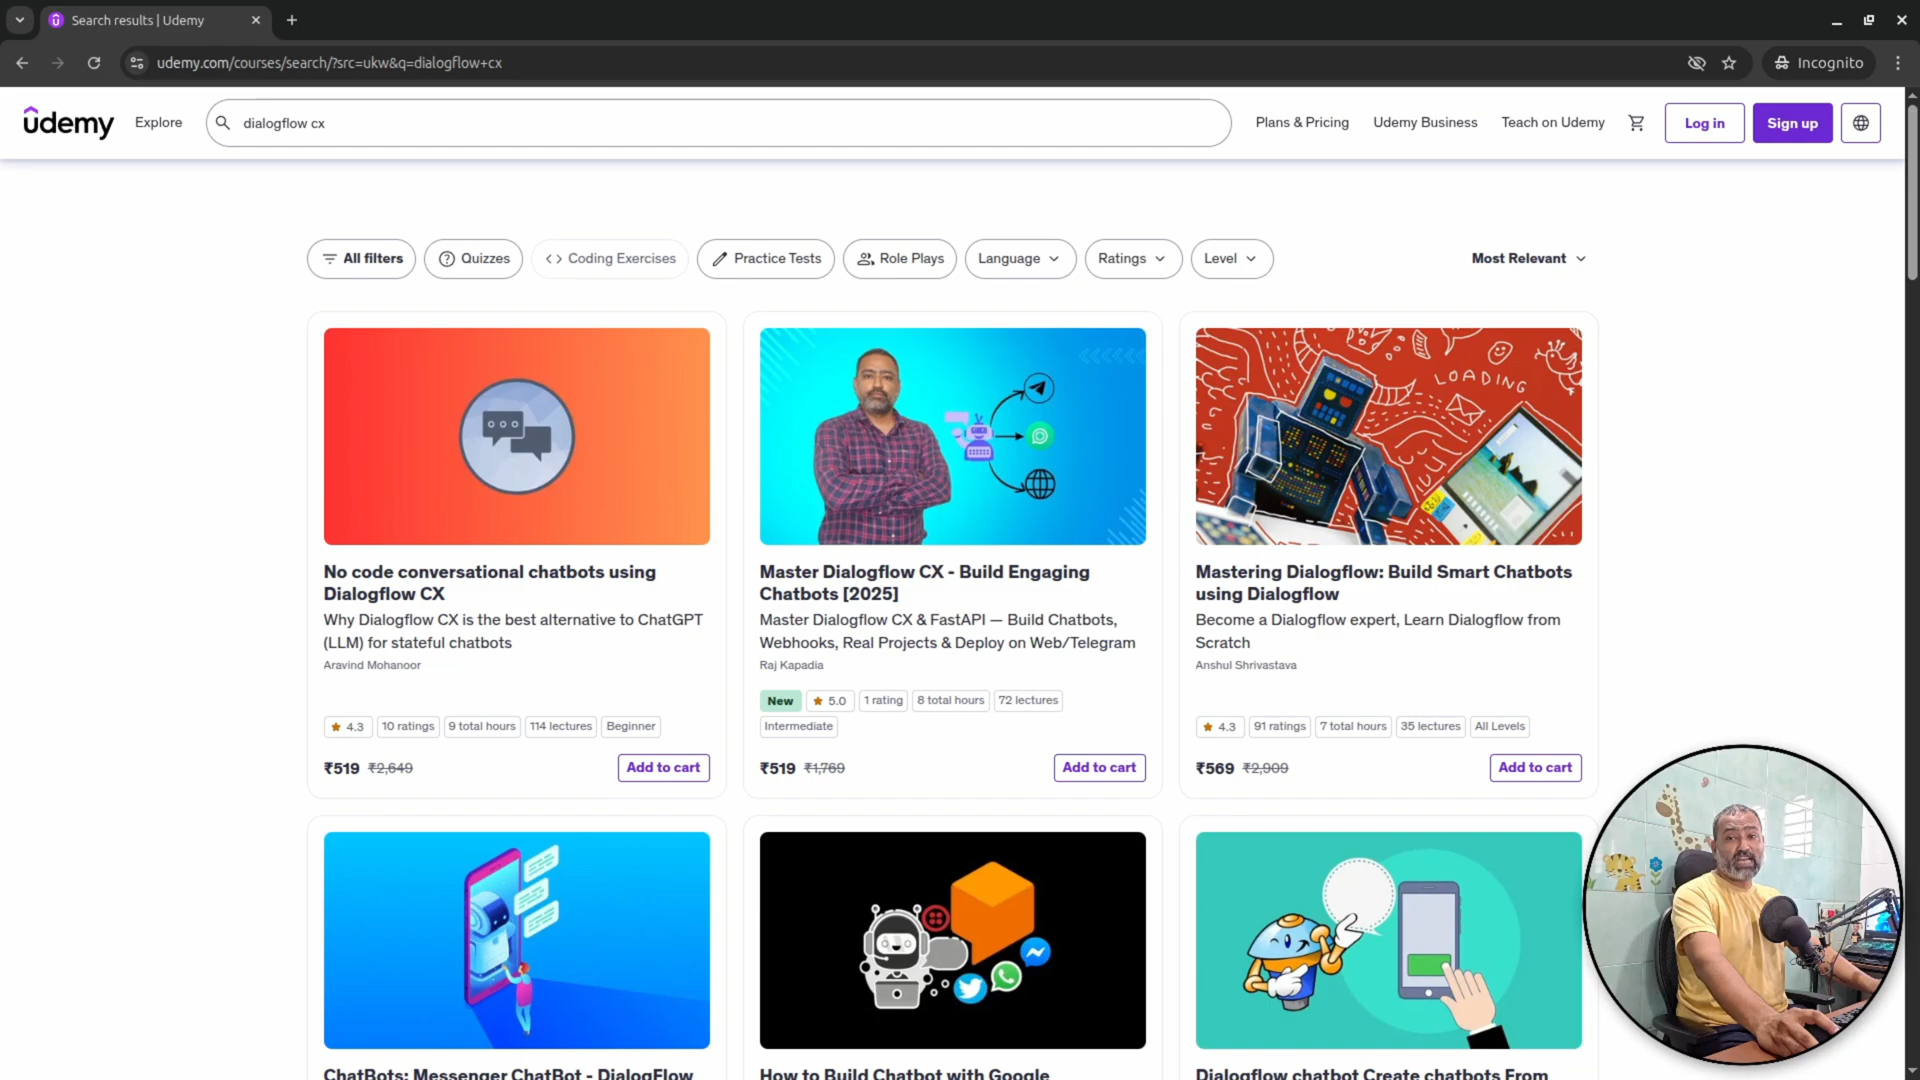 Search results | Udemy
udemy.com/courses/search/?src=ukw&q=dialogflow+cx
Incognito
udemy
Explore
dialogflow cx
Plans & Pricing
Udemy Business
Teach on Udemy
Log in
Sign up
All filters
Quizzes
Coding Exercises
Practice Tests
Role Plays
Language
Ratings
Level
Most Relevant
LOADING
No code conversational chatbots using
Dialogflow CX
Why Dialogflow CX is the best alternative to ChatGPT
(LLM) for stateful chatbots
Aravind Mohanoor
4.3
10 ratings
9 total hours
114 lectures
Beginner
₹519 ₹2,649
Add to cart
Master Dialogflow CX - Build Engaging
Chatbots [2025]
Master Dialogflow CX & FastAPI — Build Chatbots,
Webhooks, Real Projects & Deploy on Web/Telegram
Raj Kapadia
New
5.0
1 rating
8 total hours
72 lectures
Intermediate
₹519 ₹1,769
Add to cart
Mastering Dialogflow: Build Smart Chatbots
using Dialogflow
Become a Dialogflow expert, Learn Dialogflow from
Scratch
Anshul Shrivastava
4.3
91 ratings
7 total hours
35 lectures
All Levels
₹569 ₹2,909
Add to cart
ChatBots: Messenger ChatBot - DialogFlow
How to Build Chatbot with Google
Dialogflow chatbot Create chatbots From